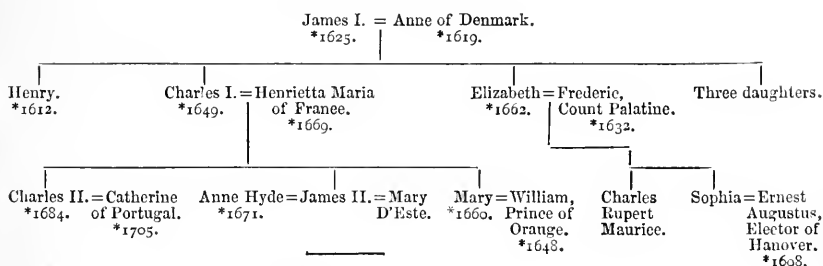 James I. = Anne of Denmark.
*1625. *1619.
Henry. Charles I. = Henrietta Maria Elizabeth = Frederic, Three daughters.
*1612. *1649. of France. *1662. Count Palatine.
*1669. *1632.
Charles II. = Catherine Anne Hyde = James II. = Mary Mary = William, Charles Sophia = Ernest
*1684. of Portugal. *1671. D'Este. *1660. Prince of Rupert Augustus,
*1705. Orange. Maurice. Elector of
*1648. Hanover.
*1698.